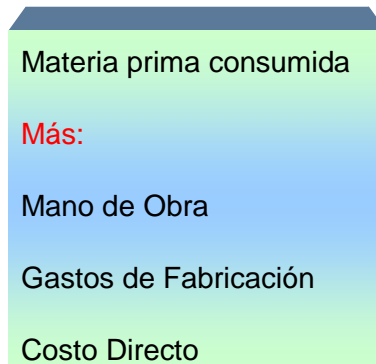 Materia prima consumida
Más:
Mano de Obra
Gastos de Fabricación
Costo Directo